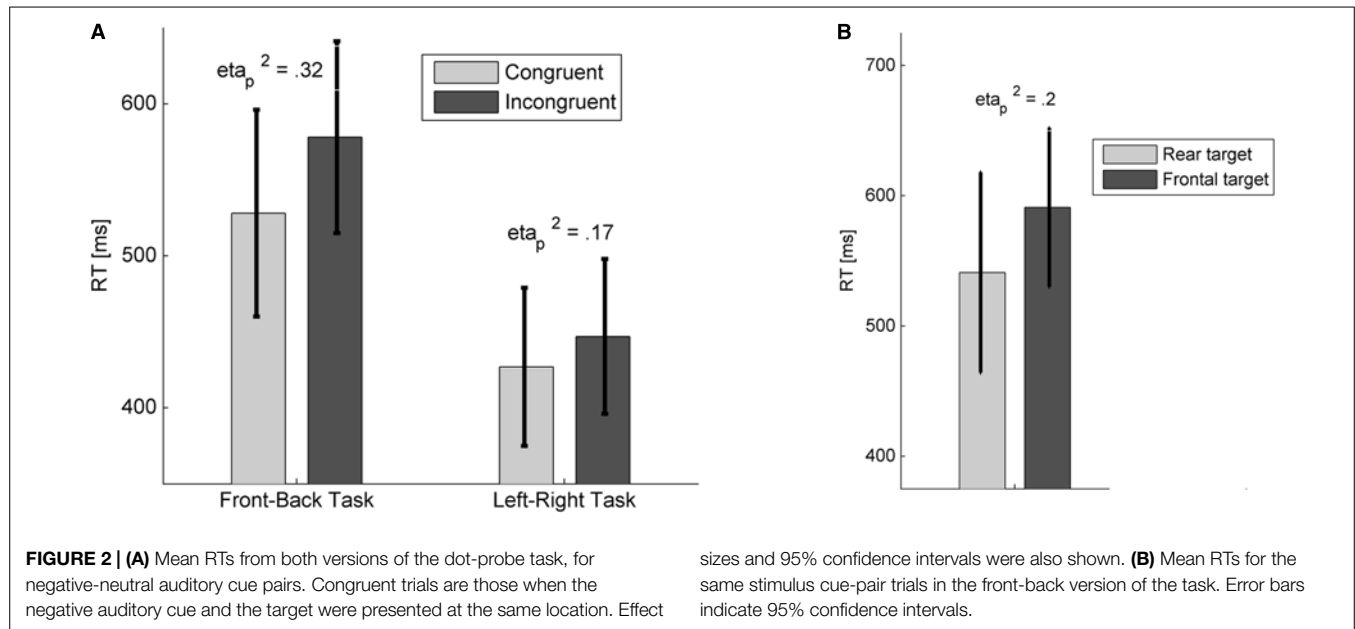 A
eta_p^2 = .32
Congruent
Incongruent
600
500
400
RT [ms]
eta_p^2 = .17
Front-Back Task
Left-Right Task
B
700
600
500
400
RT [ms]
eta_p^2 = .2
Rear target
Frontal target
FIGURE 2 | (A) Mean RTs from both versions of the dot-probe task, for
negative-neutral auditory cue pairs. Congruent trials are those when the
negative auditory cue and the target were presented at the same location. Effect
sizes and 95% confidence intervals were also shown. (B) Mean RTs for the
same stimulus cue-pair trials in the front-back version of the task. Error bars
indicate 95% confidence intervals.